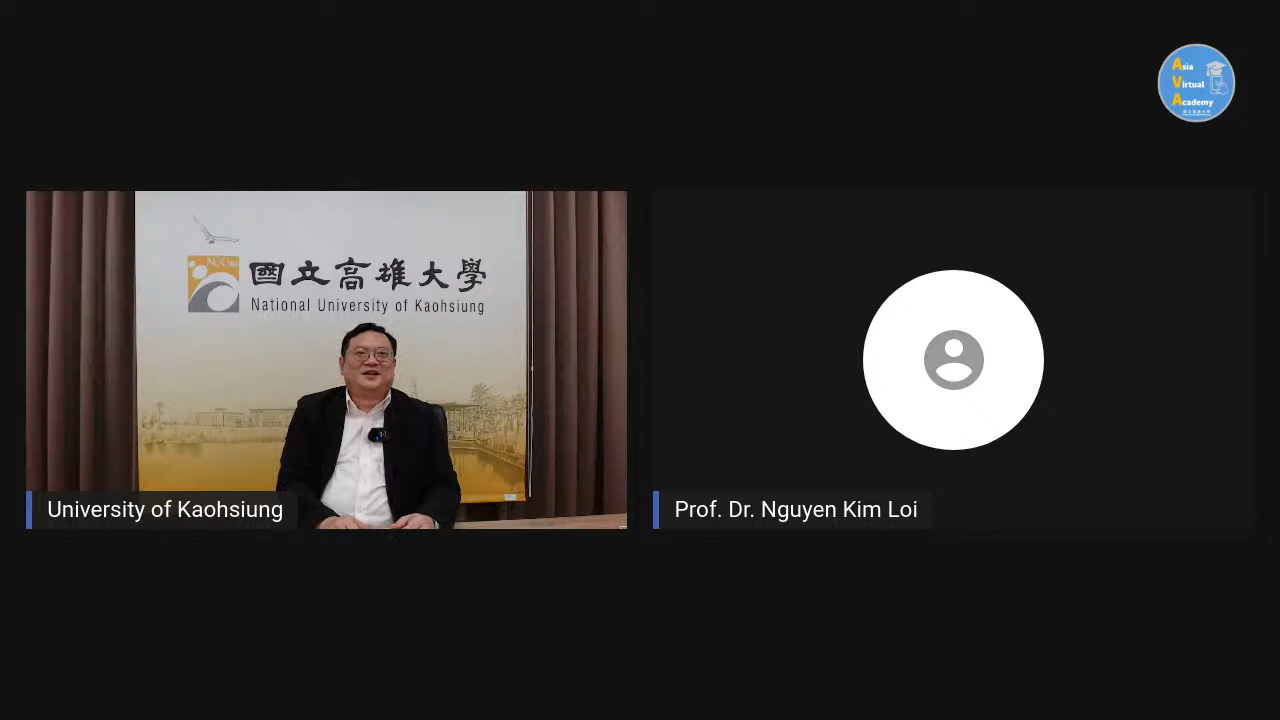 Asia
Virtual
Academy
NUK
國立高雄大學
National University of Kaohsiung
University of Kaohsiung
Prof. Dr. Nguyen Kim Loi